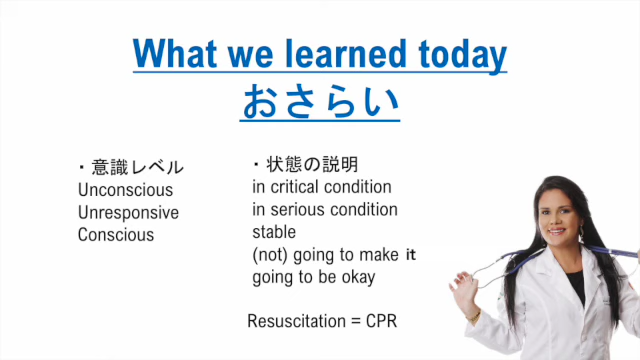 What we learned today
おさらい
・意識レベル
Unconscious
Unresponsive
Conscious
・状態の説明
in critical condition
in serious condition
stable
(not) going to make it
going to be okay
Resuscitation = CPR